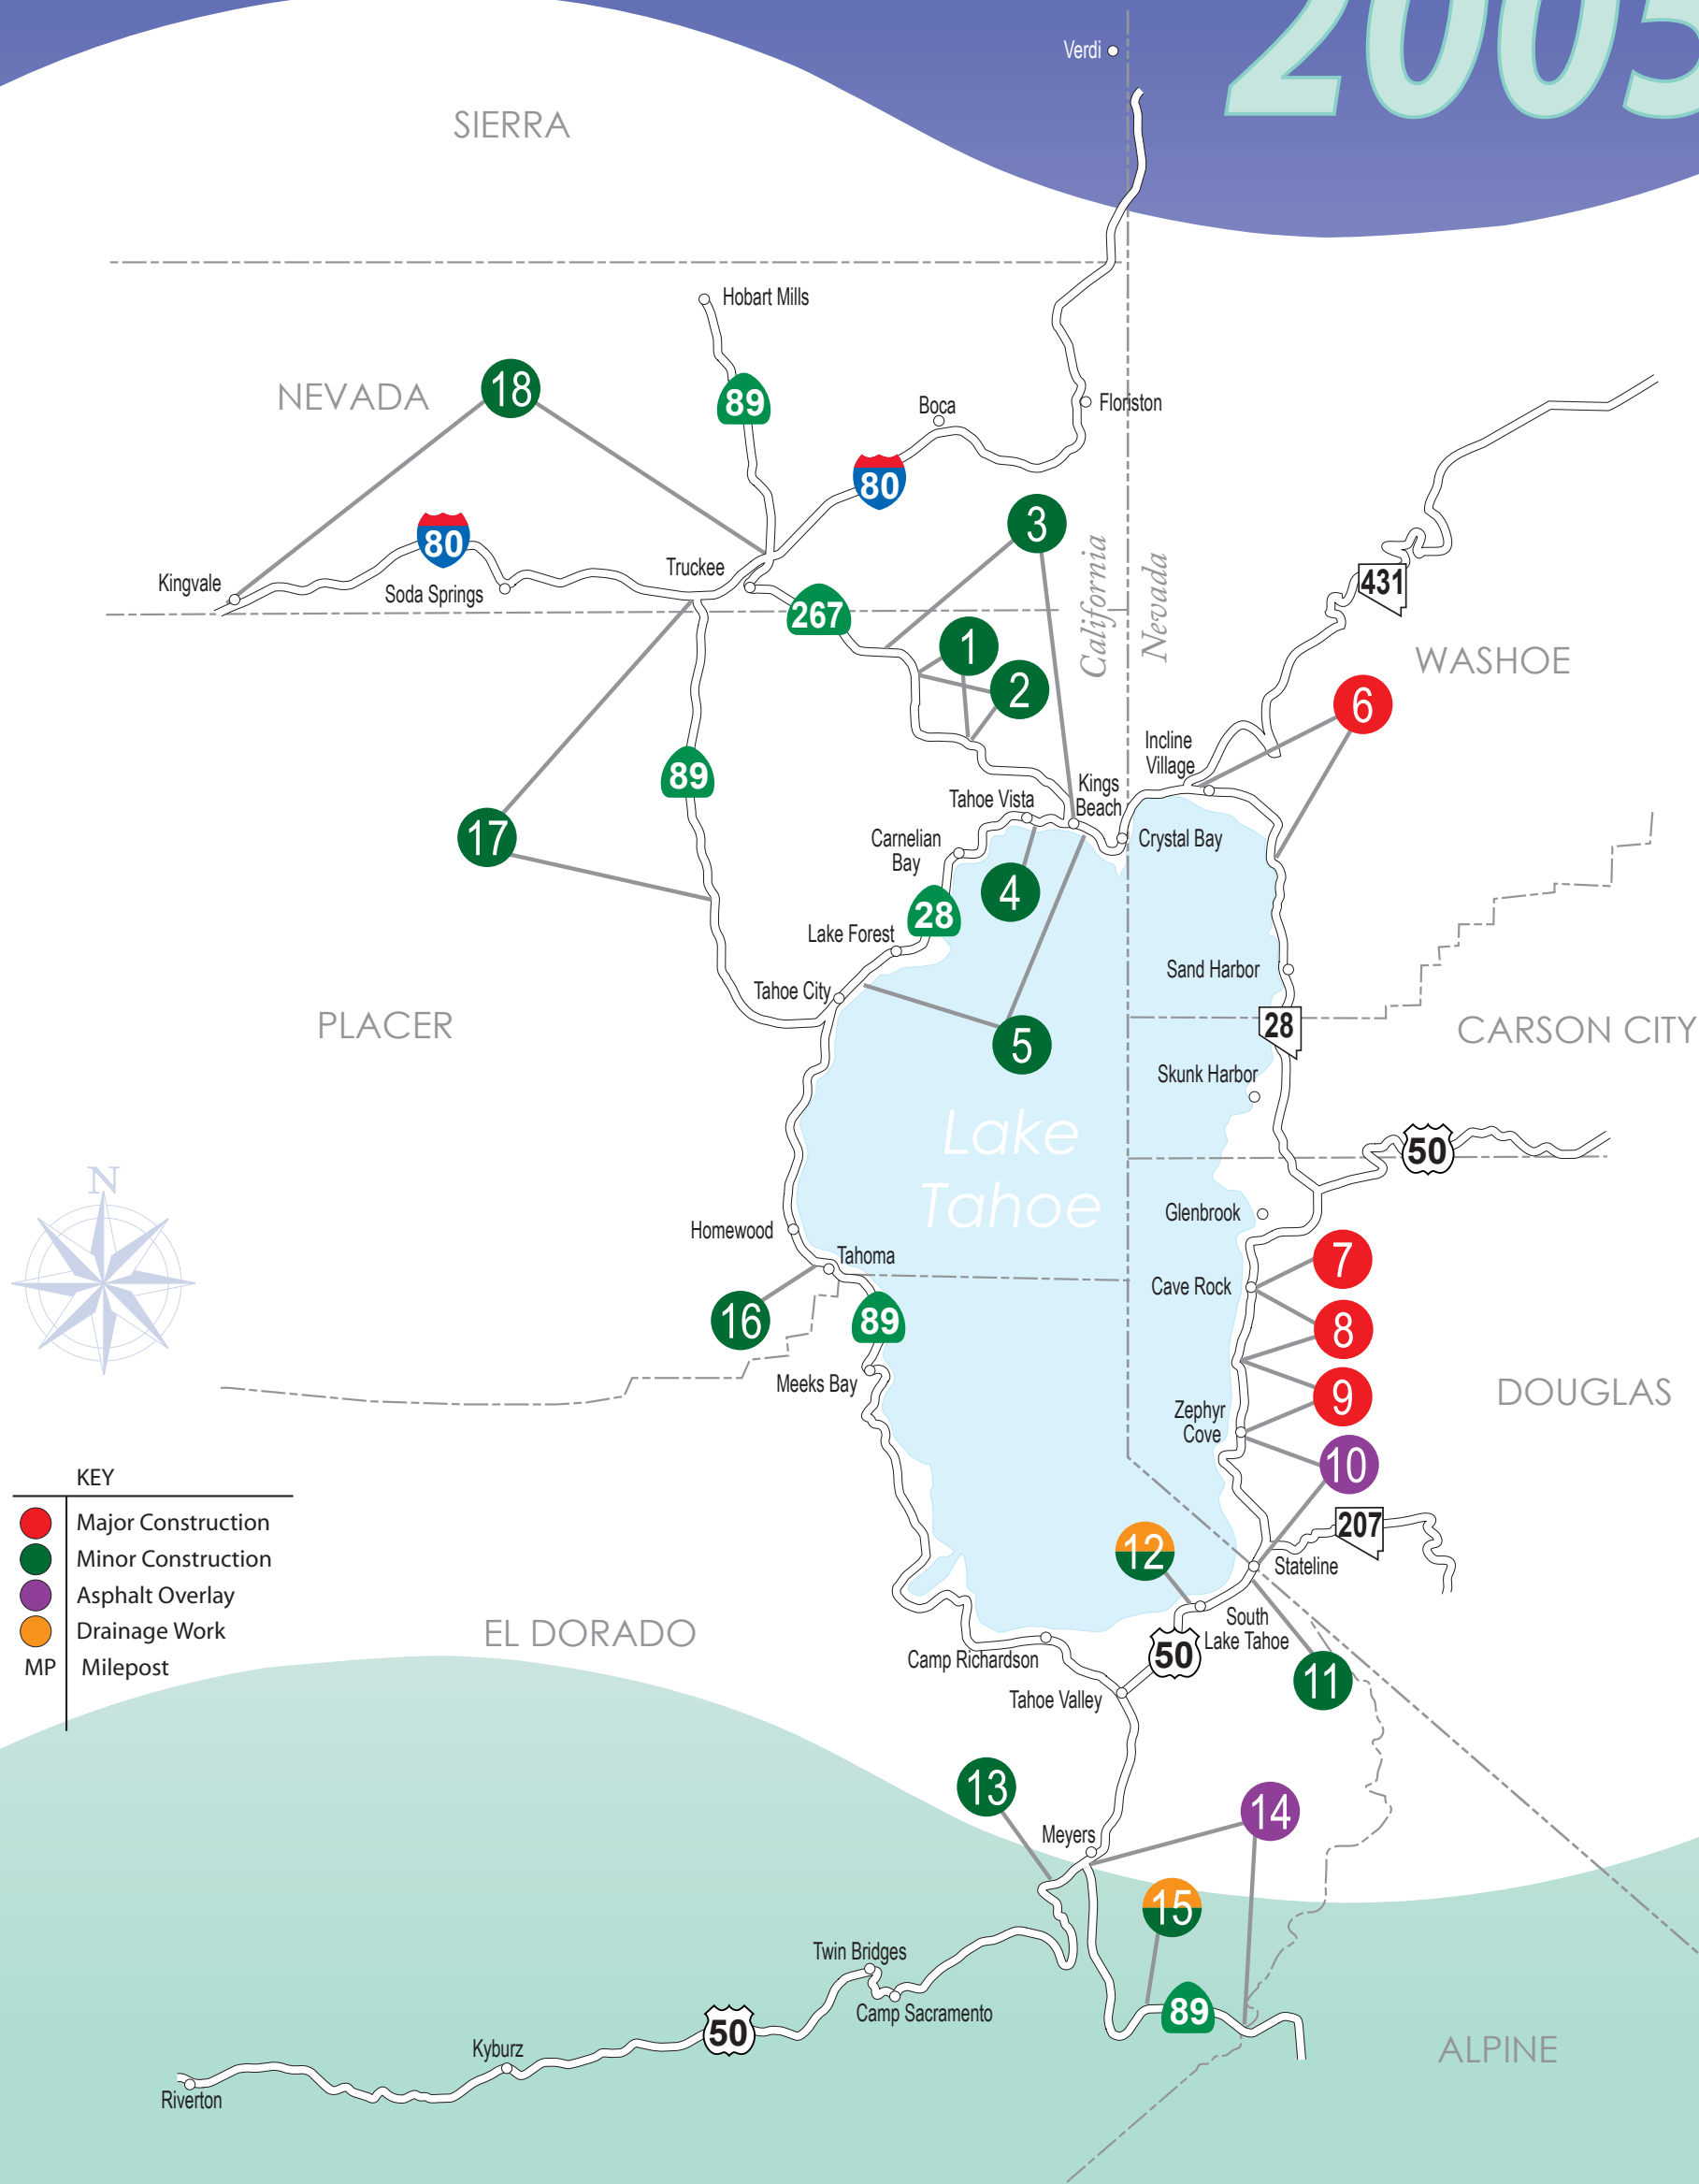 2005
Verdi
SIERRA
Hobart Mills
NEVADA
18
89
Boca
Floriston
80
3
80
Truckee
Kingvale
Soda Springs
267
California
Nevada
431
1
WASHOE
2
6
Incline
Village
89
Kings
Beach
Tahoe Vista
17
Carnelian
Bay
Crystal Bay
4
28
Lake Forest
Sand Harbor
Tahoe City
PLACER
28
CARSON CITY
5
Skunk Harbor
Lake
Tahoe
50
N
Glenbrook
Homewood
Tahoma
7
Cave Rock
16
89
8
Meeks Bay
DOUGLAS
9
Zephyr
Cove
10
KEY
Major Construction
Minor Construction
Asphalt Overlay
Drainage Work
MP Milepost
207
12
Stateline
EL DORADO
South
Lake Tahoe
50
Camp Richardson
11
Tahoe Valley
13
14
Meyers
15
Twin Bridges
Camp Sacramento
89
50
Kyburz
ALPINE
Riverton